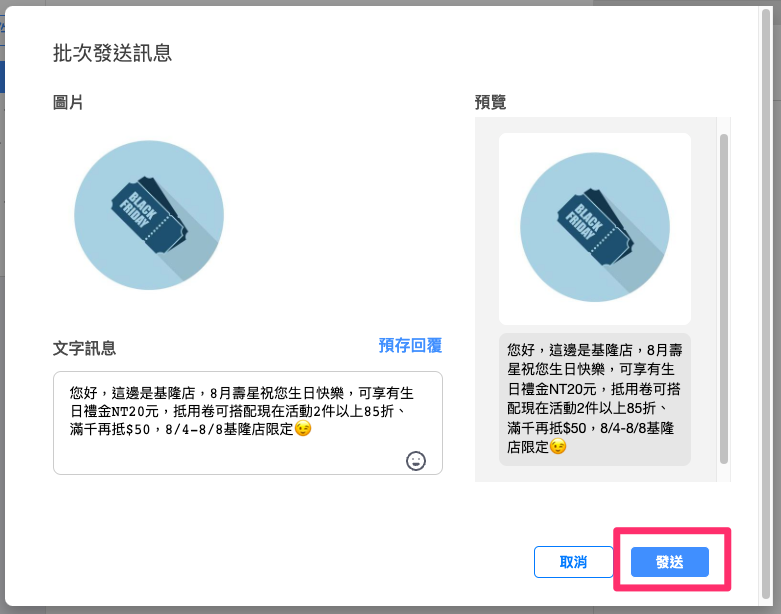 批次發送訊息
圖片
BLACK
FRIDAY
文字訊息
預存回覆
您好，這邊是基隆店，8月壽星祝您生日快樂，可享有生
日禮金NT20元，抵用卷可搭配現在活動2件以上85折、
滿千再抵$50，8/4-8/8基隆店限定😉
預覽
BLACK
FRIDAY
您好，這邊是基隆店，8月壽
星祝您生日快樂，可享有生
日禮金NT20元，抵用卷可搭
配現在活動2件以上85折、
滿千再抵$50，8/4-8/8基隆
店限定😉
取消
發送